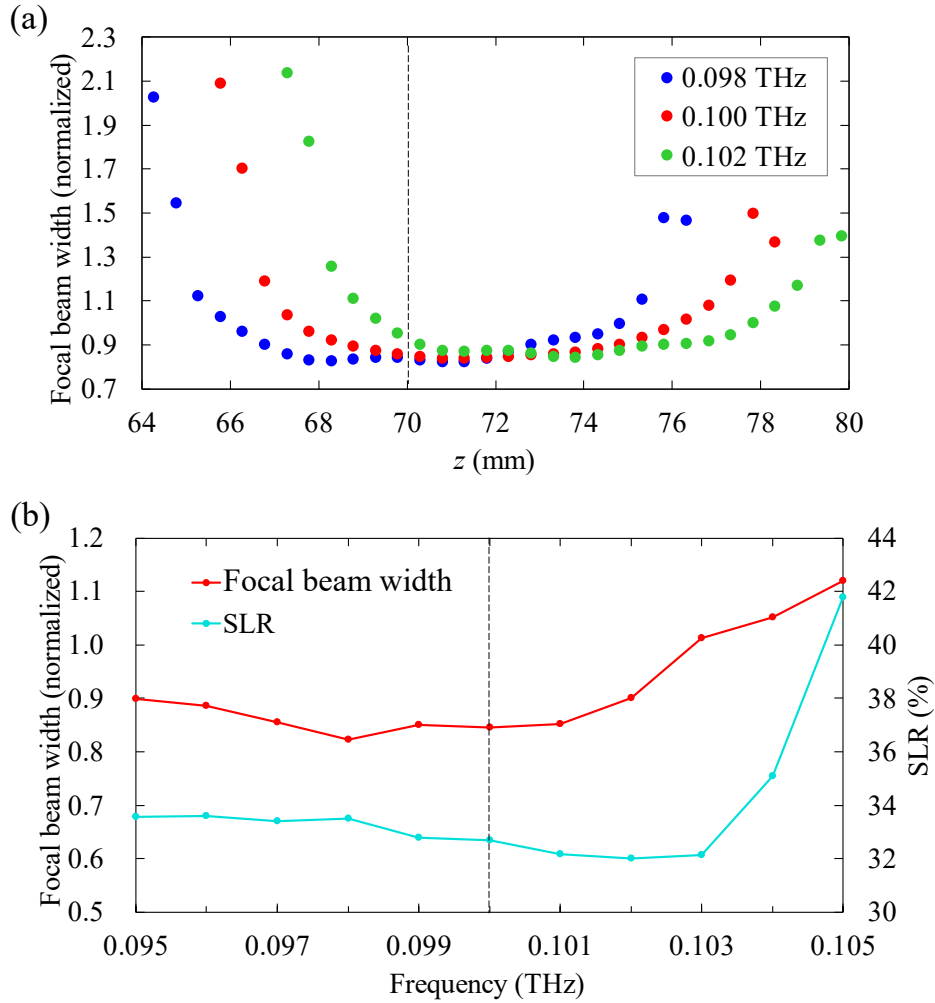 (a)
Focal beam width (normalized)
2.3
2.1
1.9
1.7
1.5
1.3
1.1
0.9
0.7
0.098 THz
0.100 THz
0.102 THz
64 66 68 70 72 74 76 78 80
z (mm)
(b)
Focal beam width (normalized)
1.2
1.1
1.0
0.9
0.8
0.7
0.6
0.5
Focal beam width
SLR
44
42
40
38
36
34
32
30
SLR (%)
0.095 0.097 0.099 0.101 0.103 0.105
Frequency (THz)